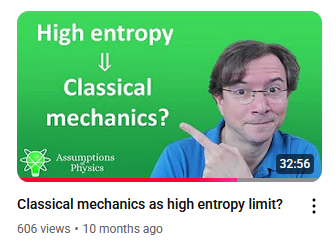 High entropy
⇓
Classical
mechanics?
Assumptions
Physics
32:56
Classical mechanics as high entropy limit?
606 views • 10 months ago